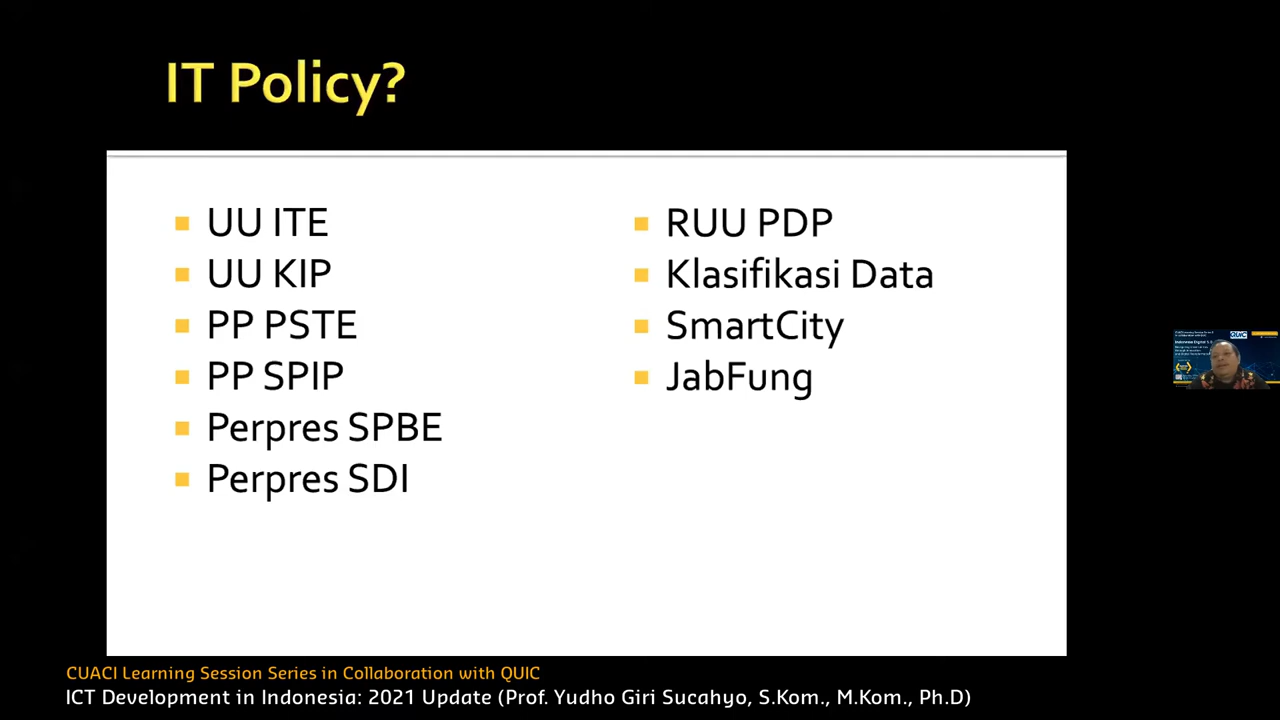 IT Policy?
UU ITE
UU KIP
PP PSTE
PP SPIP
Perpres SPBE
Perpres SDI
RUU PDP
Klasifikasi Data
SmartCity
JabFung
QUIC
CUACI Learning Session Series in Collaboration with QUIC
ICT Development in Indonesia: 2021 Update (Prof. Yudho Giri Sucahyo, S.Kom., M.Kom., Ph.D)